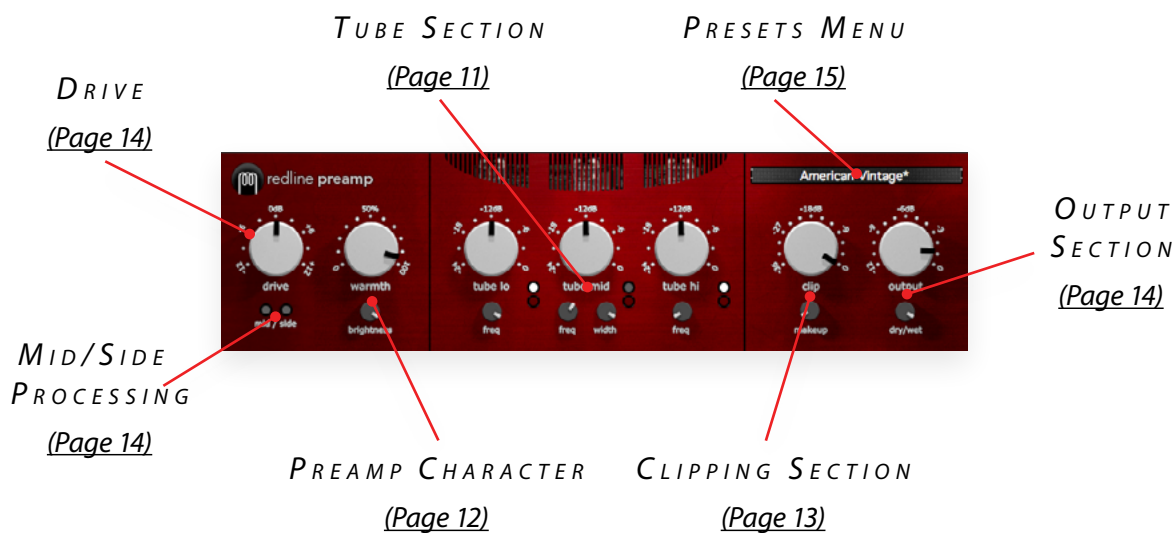 Tube Section
(Page 11)
Presets Menu
(Page 15)
Drive
(Page 14)
redline preamp
American Vintage*
0dB
50%
-12dB
-12dB
-12dB
-18dB
-6dB
Output
Section
(Page 14)
drive
warmth
tube lo
tube mid
tube hi
clip
output
mid / side
brightness
freq
freq
width
freq
makeup
dry/wet
Mid/Side
Processing
(Page 14)
Preamp Character
(Page 12)
Clipping Section
(Page 13)